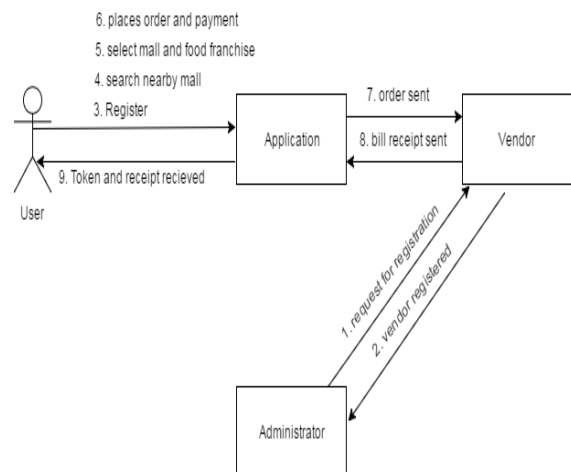 6. places order and payment
5. select mall and food franchise
4. search nearby mall
3. Register
7. order sent
Application
8. bill receipt sent
Vendor
9. Token and receipt recieved
User
1. request for registration
2. vendor registered
Administrator